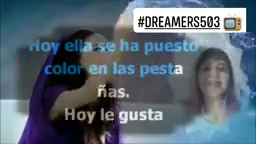 #DREAMERS503 📺
Hoy ella se ha puesto
color en las pesta
ñas.
Hoy le gusta